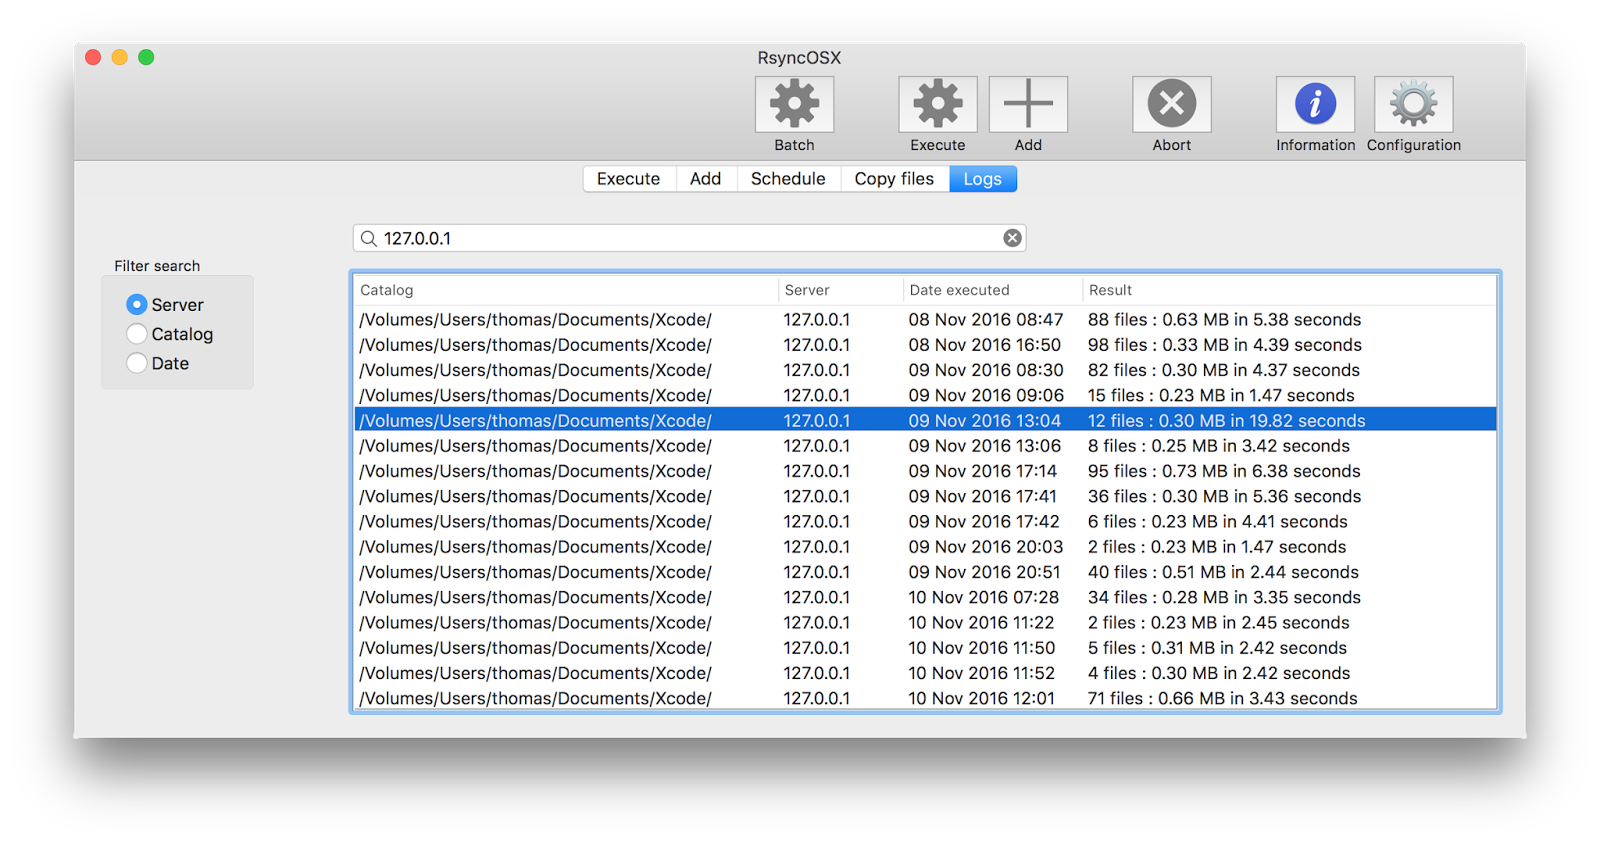 RsyncOSX
Batch Execute Add Abort Information Configuration
Execute Add Schedule Copy files Logs
127.0.0.1
Filter search
Server
Catalog
Date
Catalog Server Date executed Result
/Volumes/Users/thomas/Documents/Xcode/ 127.0.0.1 08 Nov 2016 08:47 88 files : 0.63 MB in 5.38 seconds
/Volumes/Users/thomas/Documents/Xcode/ 127.0.0.1 08 Nov 2016 16:50 98 files : 0.33 MB in 4.39 seconds
/Volumes/Users/thomas/Documents/Xcode/ 127.0.0.1 09 Nov 2016 08:30 82 files : 0.30 MB in 4.37 seconds
/Volumes/Users/thomas/Documents/Xcode/ 127.0.0.1 09 Nov 2016 09:06 15 files : 0.23 MB in 1.47 seconds
/Volumes/Users/thomas/Documents/Xcode/ 127.0.0.1 09 Nov 2016 13:04 12 files : 0.30 MB in 19.82 seconds
/Volumes/Users/thomas/Documents/Xcode/ 127.0.0.1 09 Nov 2016 13:06 8 files : 0.25 MB in 3.42 seconds
/Volumes/Users/thomas/Documents/Xcode/ 127.0.0.1 09 Nov 2016 17:14 95 files : 0.73 MB in 6.38 seconds
/Volumes/Users/thomas/Documents/Xcode/ 127.0.0.1 09 Nov 2016 17:41 36 files : 0.30 MB in 5.36 seconds
/Volumes/Users/thomas/Documents/Xcode/ 127.0.0.1 09 Nov 2016 17:42 6 files : 0.23 MB in 4.41 seconds
/Volumes/Users/thomas/Documents/Xcode/ 127.0.0.1 09 Nov 2016 20:03 2 files : 0.23 MB in 1.47 seconds
/Volumes/Users/thomas/Documents/Xcode/ 127.0.0.1 09 Nov 2016 20:51 40 files : 0.51 MB in 2.44 seconds
/Volumes/Users/thomas/Documents/Xcode/ 127.0.0.1 10 Nov 2016 07:28 34 files : 0.28 MB in 3.35 seconds
/Volumes/Users/thomas/Documents/Xcode/ 127.0.0.1 10 Nov 2016 11:22 2 files : 0.23 MB in 2.45 seconds
/Volumes/Users/thomas/Documents/Xcode/ 127.0.0.1 10 Nov 2016 11:50 5 files : 0.31 MB in 2.42 seconds
/Volumes/Users/thomas/Documents/Xcode/ 127.0.0.1 10 Nov 2016 11:52 4 files : 0.30 MB in 2.42 seconds
/Volumes/Users/thomas/Documents/Xcode/ 127.0.0.1 10 Nov 2016 12:01 71 files : 0.66 MB in 3.43 seconds